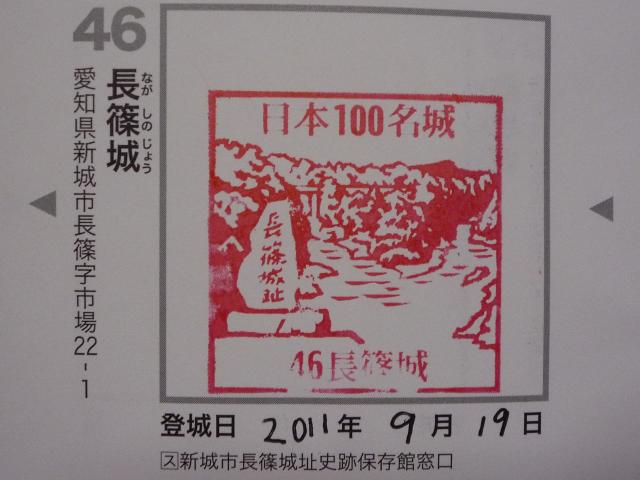 46
長篠城
なが しの じょう
愛知県新城市長篠字市場22-1
日本100名城
長篠城址
46長篠城
登城日 2011年 9月 19日
ス新城市長篠城址史跡保存館窓口